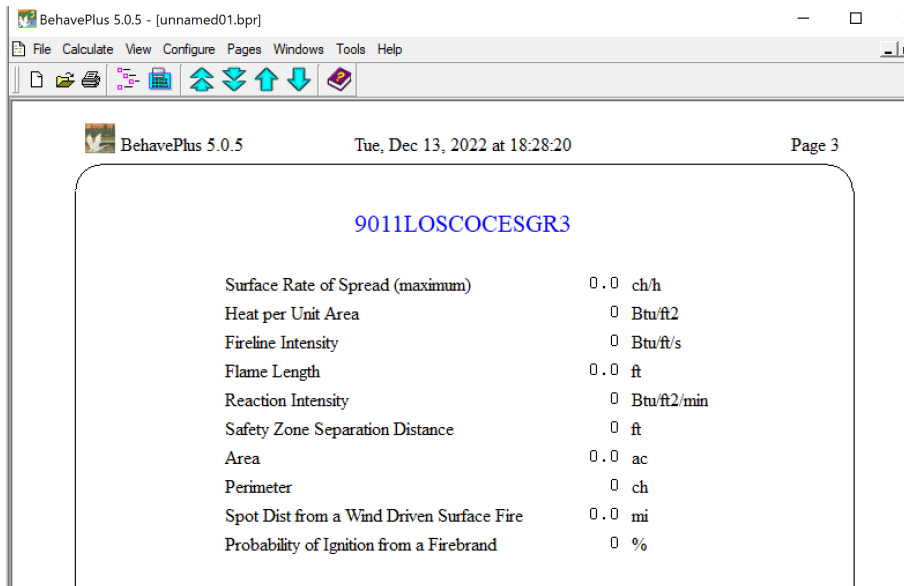 BehavePlus 5.0.5 - [unnamed01.bpr]
File Calculate View Configure Pages Windows Tools Help
BehavePlus 5.0.5 Tue, Dec 13, 2022 at 18:28:20 Page 3
9011LOSCOCESGR3
Surface Rate of Spread (maximum) 0.0 ch/h
Heat per Unit Area 0 Btu/ft2
Fireline Intensity 0 Btu/ft/s
Flame Length 0.0 ft
Reaction Intensity 0 Btu/ft2/min
Safety Zone Separation Distance 0 ft
Area 0.0 ac
Perimeter 0 ch
Spot Dist from a Wind Driven Surface Fire 0.0 mi
Probability of Ignition from a Firebrand 0 %